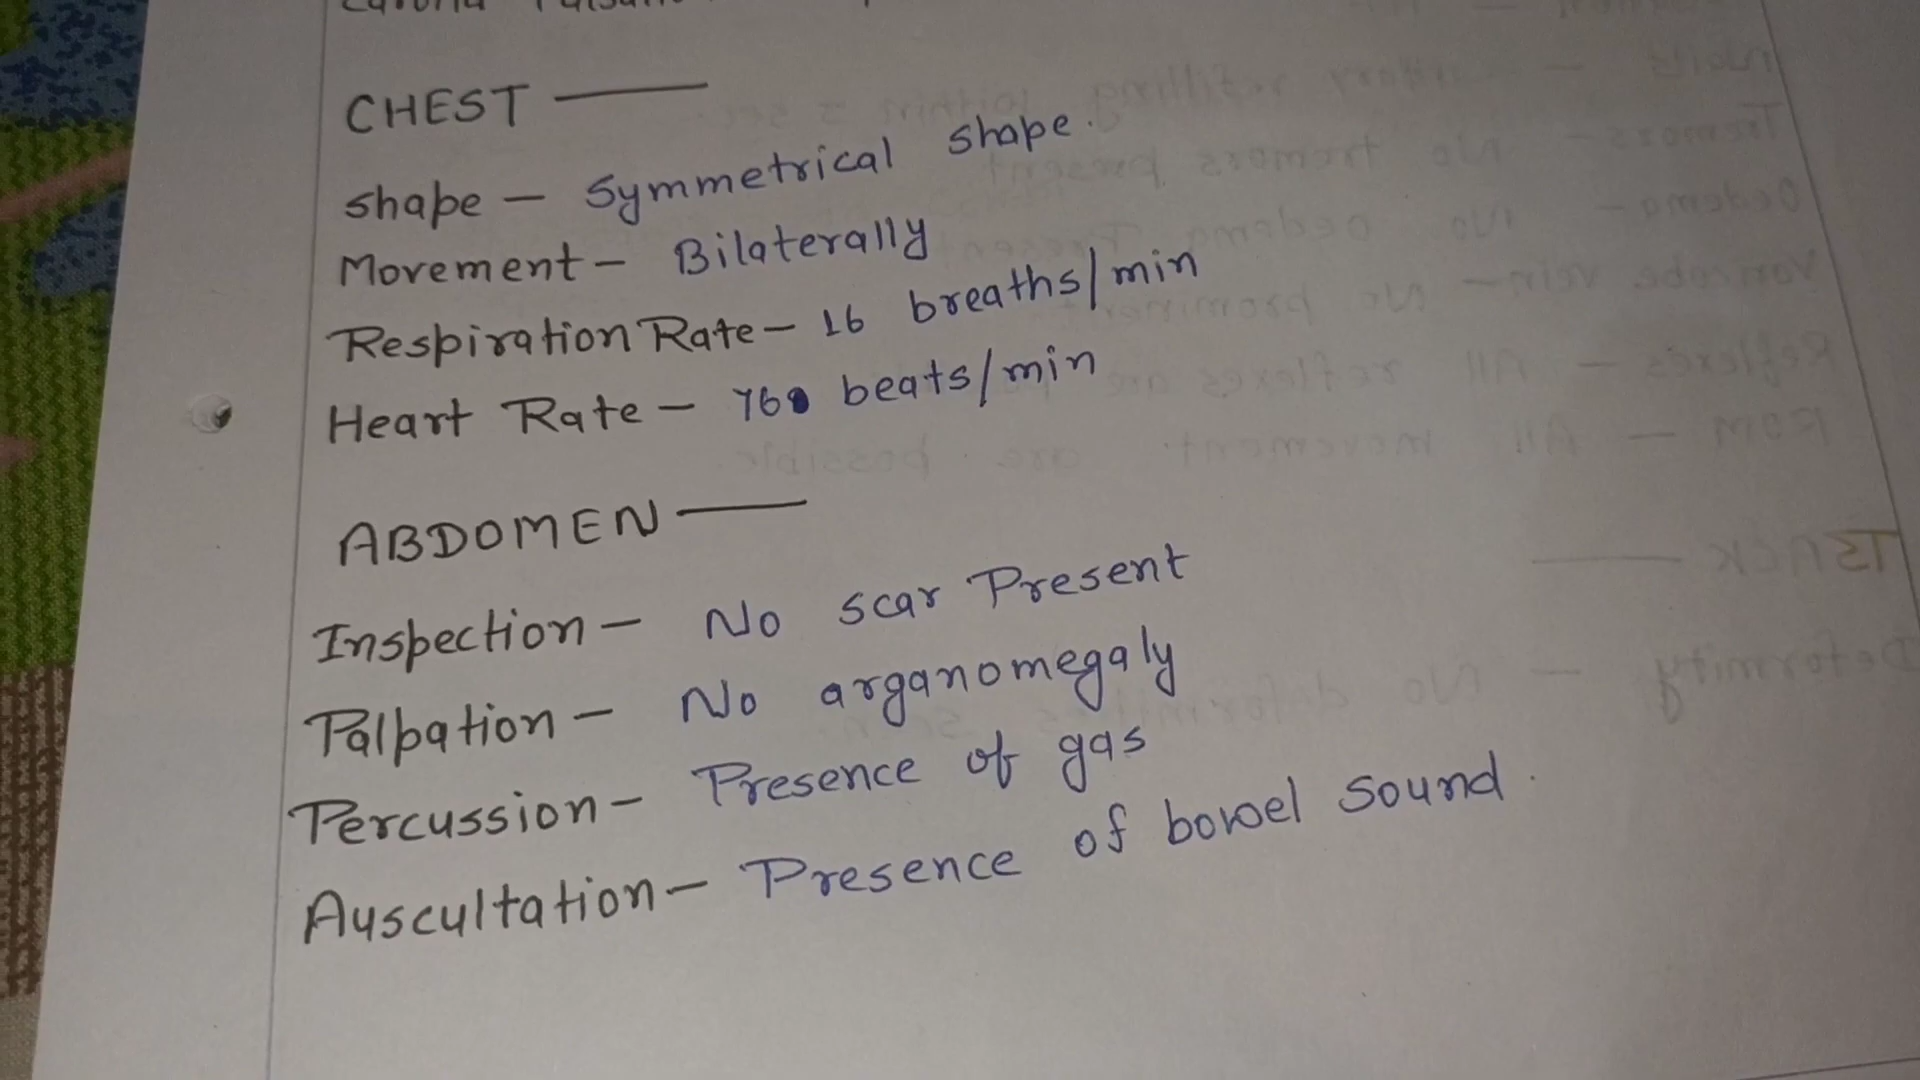 CHEST —
Shape — Symmetrical shape.
Movement — Bilaterally
Respiration Rate — 16 breaths/min
Heart Rate — 76 beats/min
ABDOMEN —
Inspection — No scar Present
Palpation — No arganomegaly
Percussion — Presence of gas
Auscultation — Presence of bowel sound.